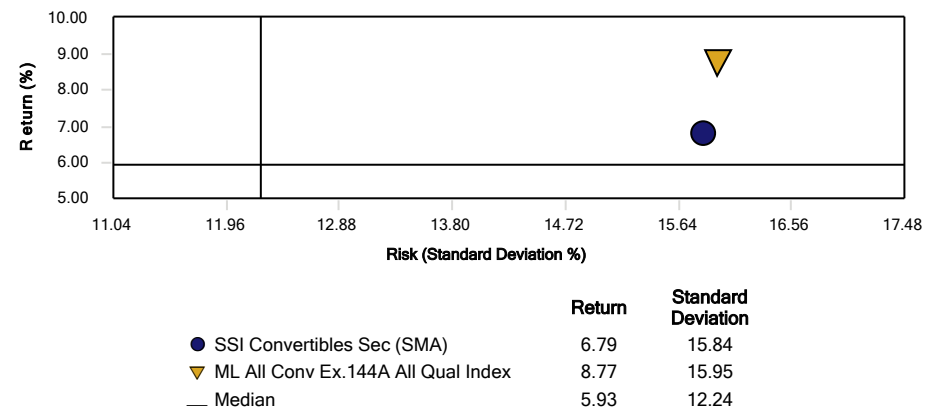 10.00
9.00
8.00
7.00
6.00
5.00
Return (%)
11.04 11.96 12.88 13.80 14.72 15.64 16.56 17.48
Risk (Standard Deviation %)
Return Standard Deviation
SSI Convertibles Sec (SMA) 6.79 15.84
ML All Conv Ex.144A All Qual Index 8.77 15.95
Median 5.93 12.24